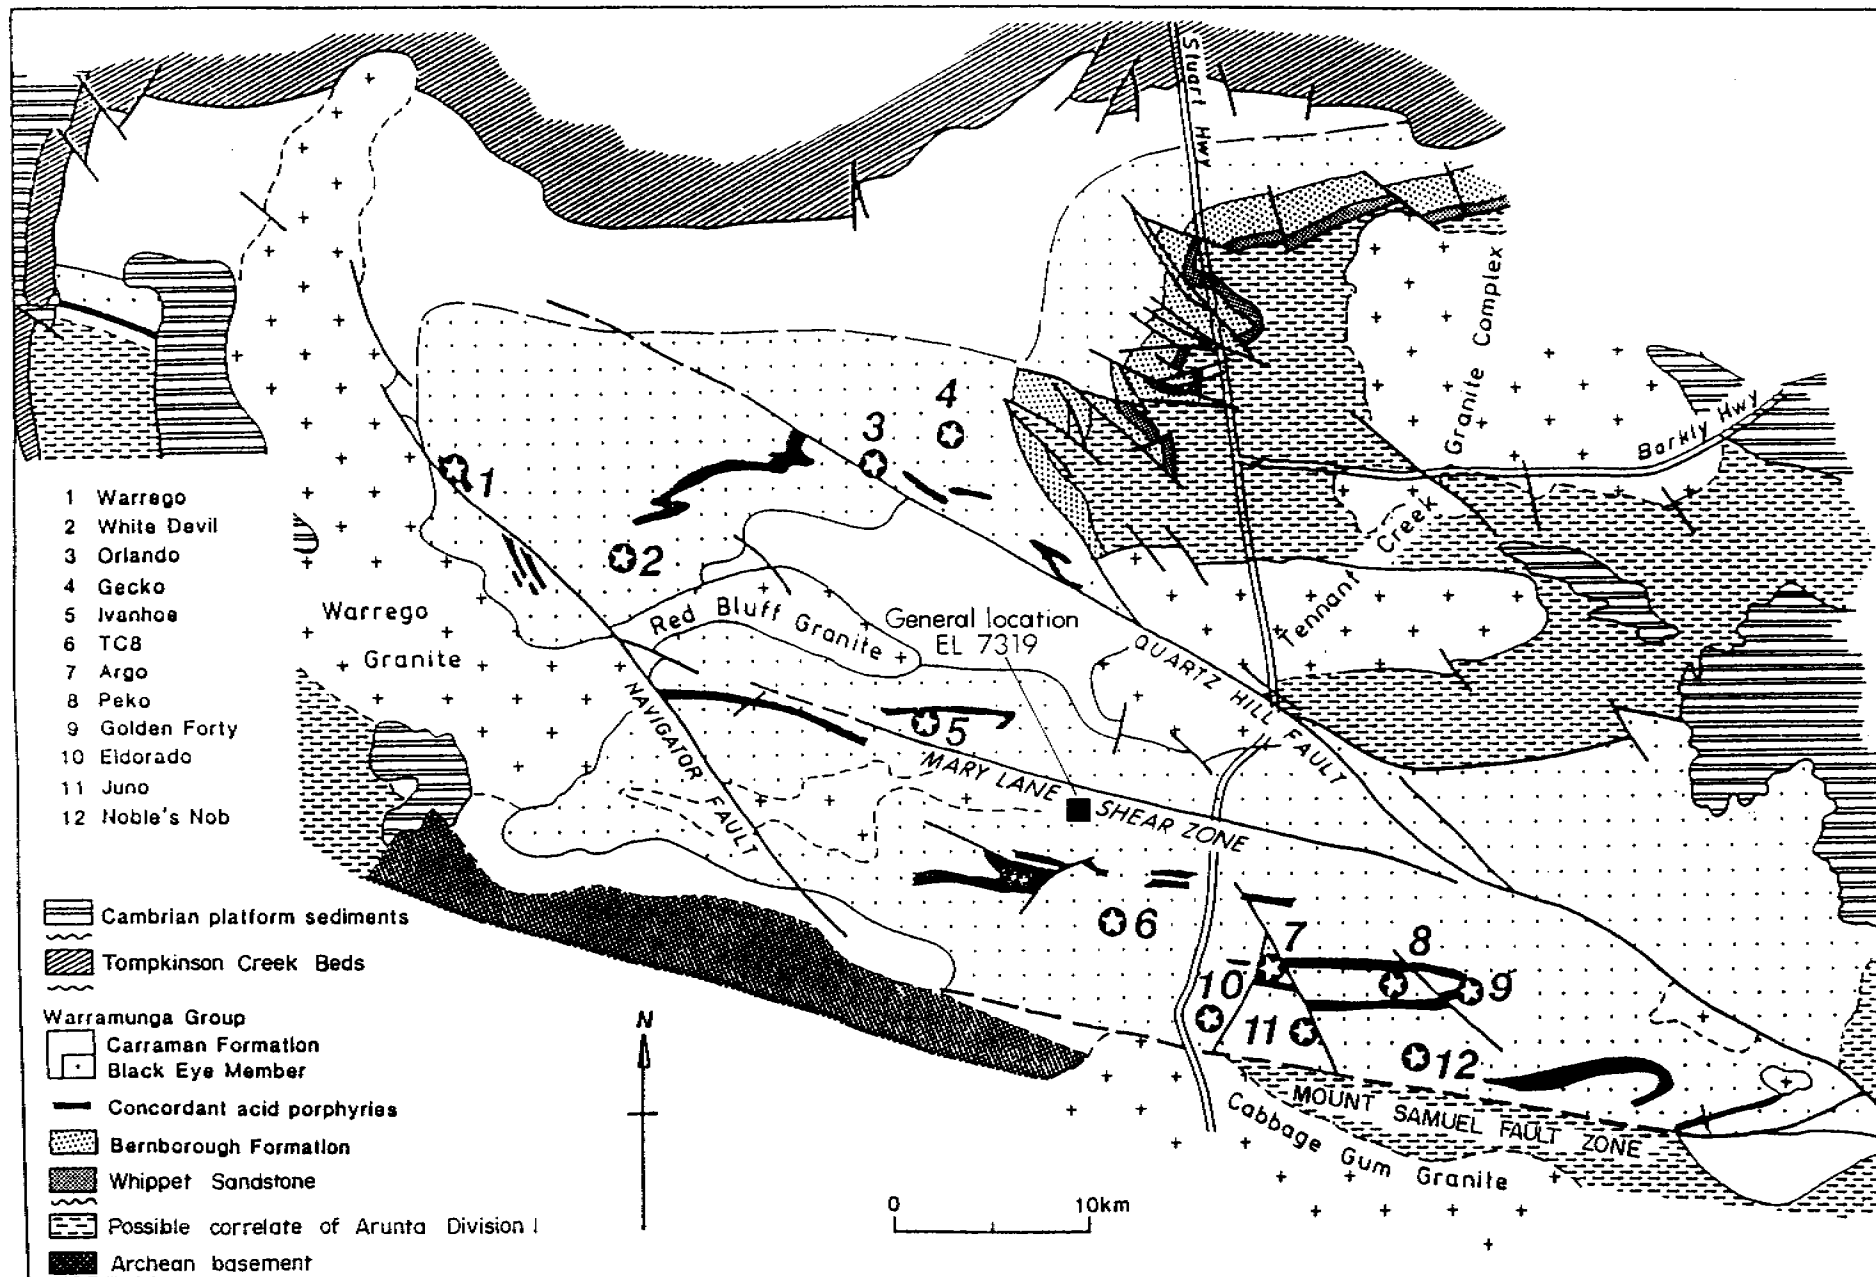 Stuart Hwy
Granite Complex
Barkly Hwy
4
3
1
1 Warrego
2 White Devil
3 Orlando
4 Gecko
5 Ivanhoe
6 TC8
7 Argo
8 Peko
9 Golden Forty
10 Eldorado
11 Juno
12 Noble's Nob
2
Creek
Tennant
Warrego
Granite
Red Bluff Granite
General location
EL 7319
QUARTZ HILL FAULT
NAVIGATOR FAULT
5
MARY LANE SHEAR ZONE
6
7
8
9
10
11
12
MOUNT SAMUEL FAULT ZONE
Cabbage Gum Granite
Cambrian platform sediments
Tompkinson Creek Beds
Warramunga Group
Carraman Formation
Black Eye Member
Concordant acid porphyries
Bernborough Formation
Whippet Sandstone
Possible correlate of Arunta Division I
Archean basement
N
0 10km